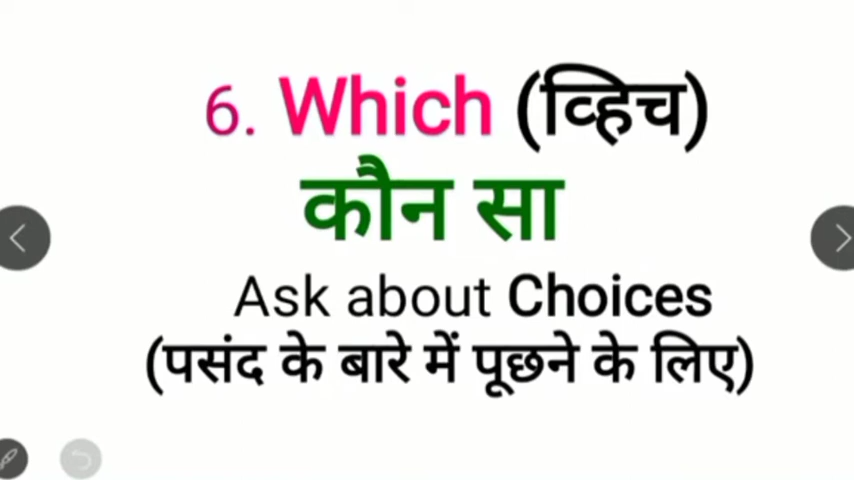 6. Which (व्हिच)
कौन सा
Ask about Choices
(पसंद के बारे में पूछने के लिए)